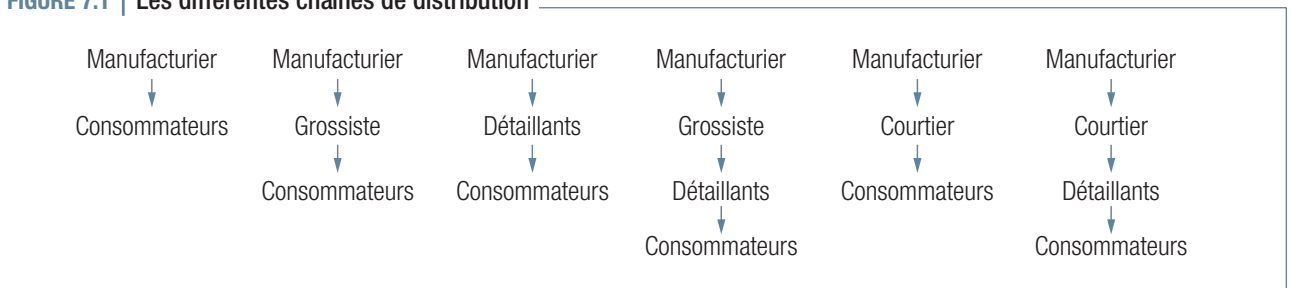 FIGURE 7.1 | Les différentes chaînes de distribution
Manufacturier Manufacturier Manufacturier Manufacturier Manufacturier Manufacturier
Consommateurs Grossiste Détaillants Grossiste Courtier Courtier
Consommateurs Consommateurs Détaillants Consommateurs Détaillants
Consommateurs Consommateurs